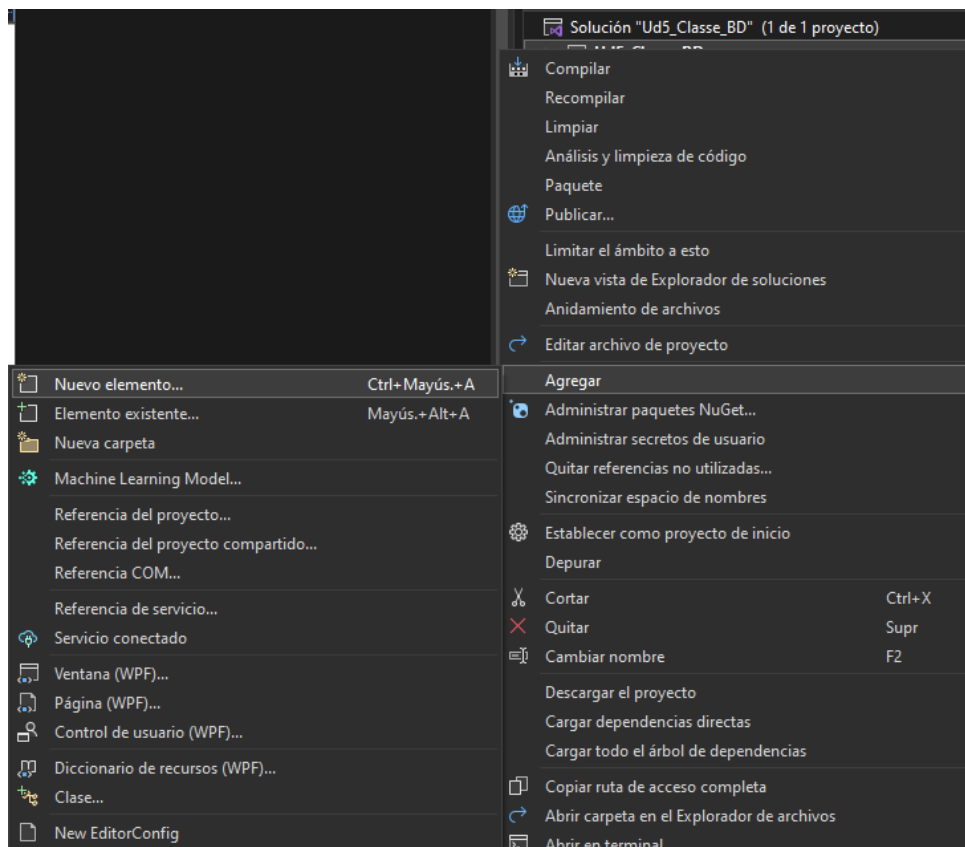 Solución "Ud5_Classe_BD" (1 de 1 proyecto)
Ud5_Classe_BD
Compilar
Recompilar
Limpiar
Análisis y limpieza de código
Paquete
Publicar...
Limitar el ámbito a esto
Nueva vista de Explorador de soluciones
Anidamiento de archivos
Editar archivo de proyecto
Agregar
Administrar paquetes NuGet...
Administrar secretos de usuario
Quitar referencias no utilizadas...
Sincronizar espacio de nombres
Establecer como proyecto de inicio
Depurar
Cortar Ctrl+X
Quitar Supr
Cambiar nombre F2
Descargar el proyecto
Cargar dependencias directas
Cargar todo el árbol de dependencias
Copiar ruta de acceso completa
Abrir carpeta en el Explorador de archivos
Abrir en terminal
Nuevo elemento... Ctrl+Mayús.+A
Elemento existente... Mayús.+Alt+A
Nueva carpeta
Machine Learning Model...
Referencia del proyecto...
Referencia del proyecto compartido...
Referencia COM...
Referencia de servicio...
Servicio conectado
Ventana (WPF)...
Página (WPF)...
Control de usuario (WPF)...
Diccionario de recursos (WPF)...
Clase...
New EditorConfig